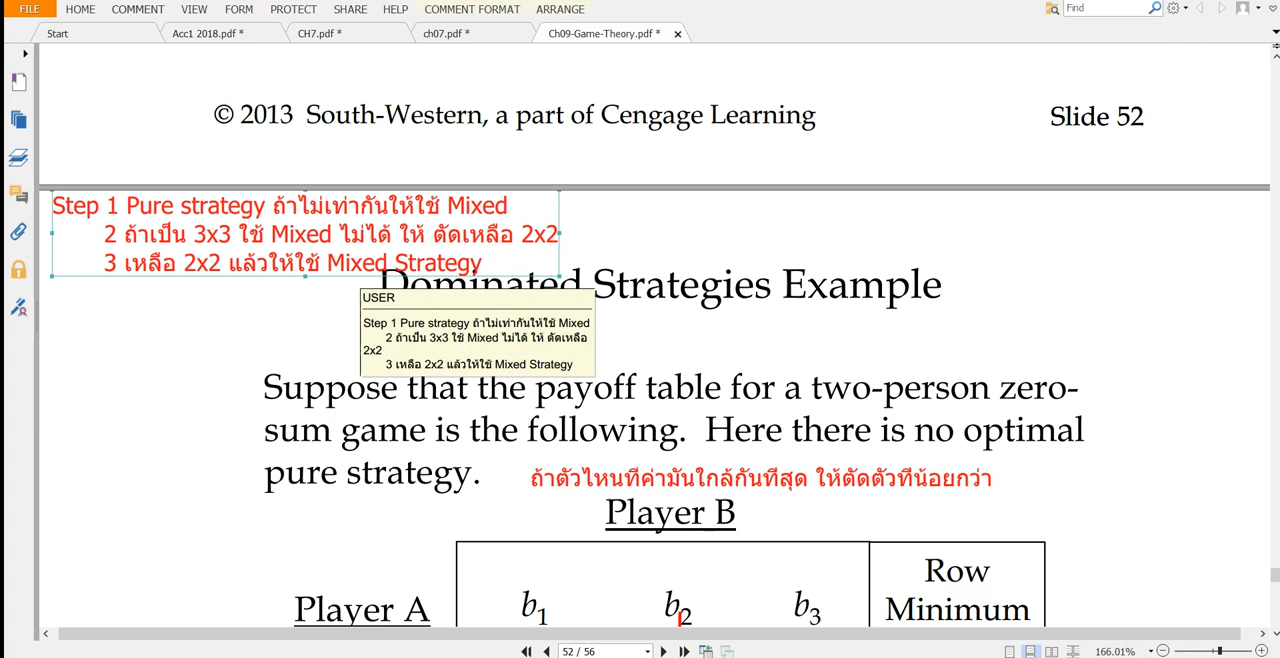 FILE HOME COMMENT VIEW FORM PROTECT SHARE HELP COMMENT FORMAT ARRANGE Find
Start Acc1 2018.pdf * CH7.pdf * ch07.pdf * Ch09-Game-Theory.pdf *
© 2013 South-Western, a part of Cengage Learning Slide 52
Step 1 Pure strategy ถ้าไม่เท่ากันให้ใช้ Mixed
2 ถ้าเป็น 3x3 ใช้ Mixed ไม่ได้ ให้ ตัดเหลือ 2x2
3 เหลือ 2x2 แล้วให้ใช้ Mixed Strategy
Dominated Strategies Example
USER
Step 1 Pure strategy ถ้าไม่เท่ากันให้ใช้ Mixed
2 ถ้าเป็น 3x3 ใช้ Mixed ไม่ได้ ให้ ตัดเหลือ
2x2
3 เหลือ 2x2 แล้วให้ใช้ Mixed Strategy
Suppose that the payoff table for a two-person zero-
sum game is the following. Here there is no optimal
pure strategy.
ถ้าตัวไหนทีค่ามันใกล้กันทีสุด ให้ตัดตัวทีน้อยกว่า
Player B
Row
Player A b1 b2 b3 Minimum
52 / 56 166.01%